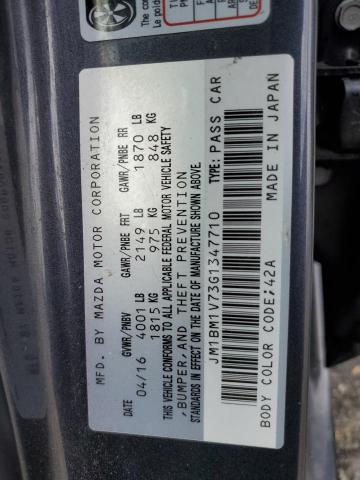 MFD. BY MAZDA MOTOR CORPORATION
DATE GVWR/PNBV GAWR/PNBE FRT GAWR/PNBE RR
04/16 4001 LB 2149 LB 1870 LB
1815 KG 975 KG 848 KG
THIS VEHICLE CONFORMS TO ALL APPLICABLE FEDERAL MOTOR VEHICLE SAFETY
,BUMPER,AND THEFT PREVENTION
STANDARDS IN EFFECT ON THE DATE OF MANUFACTURE SHOWN ABOVE.
JM1BM1V73G1347710 TYPE: PASS CAR
BODY COLOR CODE;42A MADE IN JAPAN